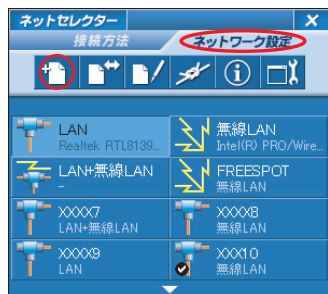 ネットセレクター
接続方法
ネットワーク設定
LAN
Realtek RTL8139...
無線LAN
Intel(R) PRO/Wire...
LAN+無線LAN
-
FREESPOT
無線LAN
XXXX7
LAN+無線LAN
XXXX8
無線LAN
XXXX9
LAN
XXX10
無線LAN